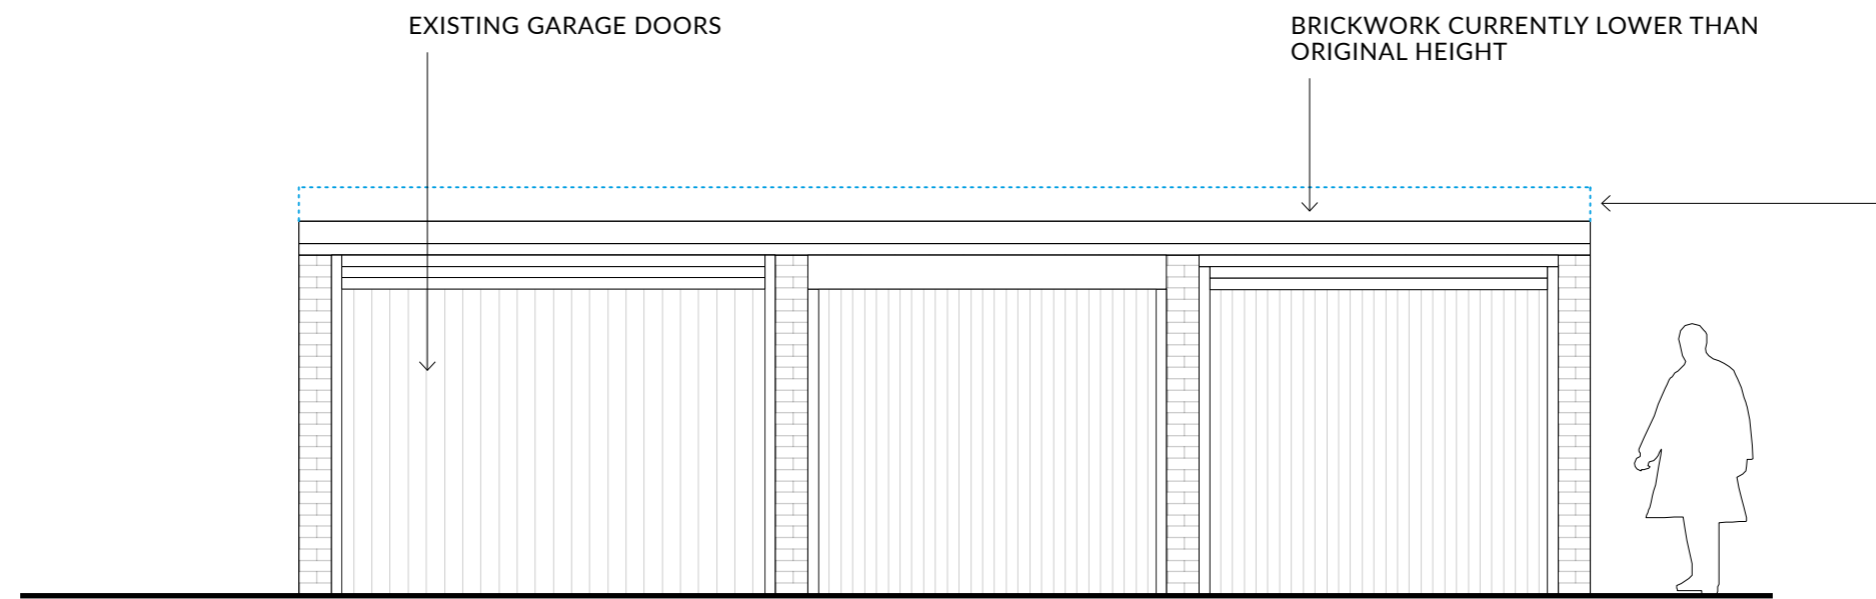 EXISTING GARAGE DOORS
BRICKWORK CURRENTLY LOWER THAN
ORIGINAL HEIGHT